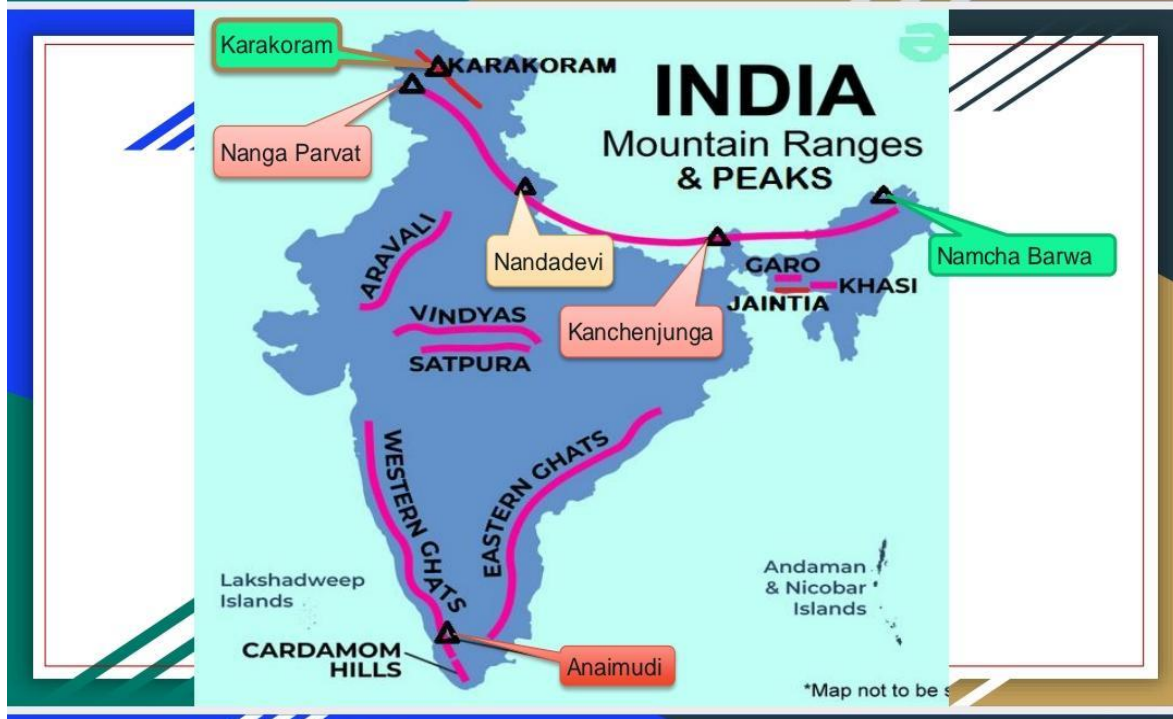 Karakoram
KARAKORAM
INDIA
Mountain Ranges
& PEAKS
Nanga Parvat
Nandadevi
Namcha Barwa
ARAVALI
GARO
KHASI
JAINTIA
Kanchenjunga
VINDYAS
SATPURA
WESTERN GHATS
EASTERN GHATS
Lakshadweep
Islands
Andaman
& Nicobar
Islands
CARDAMOM
HILLS
Anaimudi
*Map not to be s